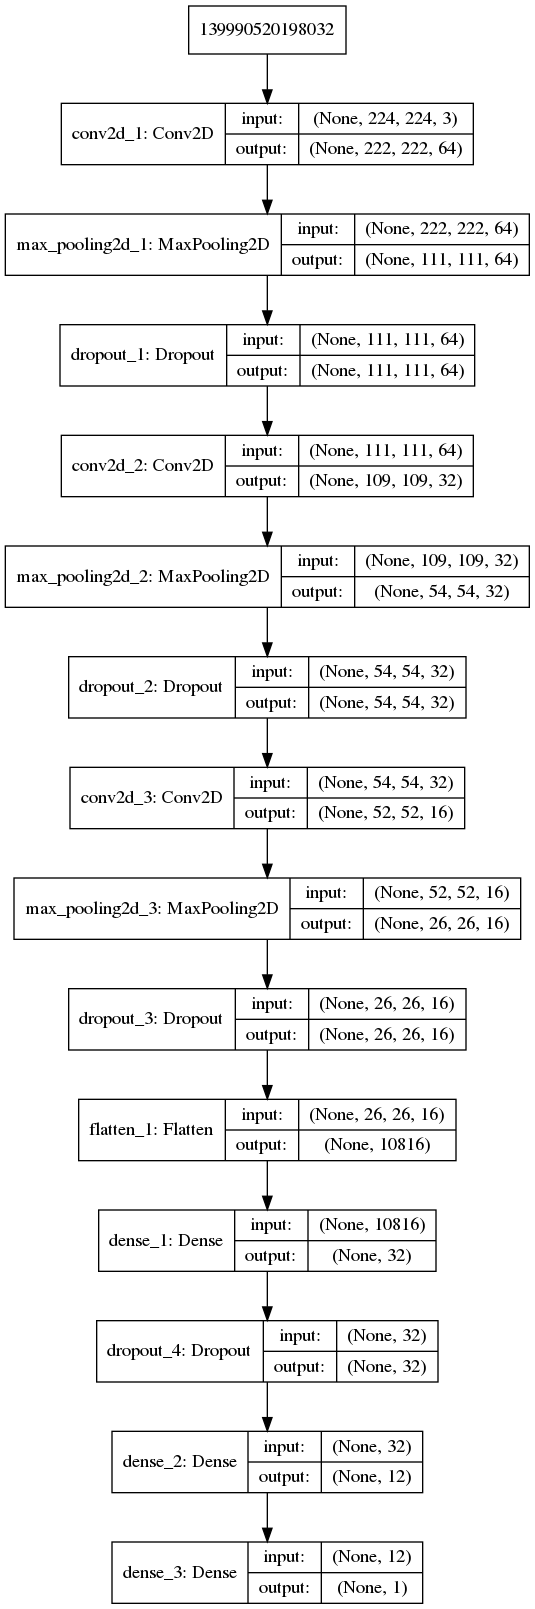 139990520198032
conv2d_1: Conv2D
input:
(None, 224, 224, 3)
output:
(None, 222, 222, 64)
max_pooling2d_1: MaxPooling2D
input:
(None, 222, 222, 64)
output:
(None, 111, 111, 64)
dropout_1: Dropout
input:
(None, 111, 111, 64)
output:
(None, 111, 111, 64)
conv2d_2: Conv2D
input:
(None, 111, 111, 64)
output:
(None, 109, 109, 32)
max_pooling2d_2: MaxPooling2D
input:
(None, 109, 109, 32)
output:
(None, 54, 54, 32)
dropout_2: Dropout
input:
(None, 54, 54, 32)
output:
(None, 54, 54, 32)
conv2d_3: Conv2D
input:
(None, 54, 54, 32)
output:
(None, 52, 52, 16)
max_pooling2d_3: MaxPooling2D
input:
(None, 52, 52, 16)
output:
(None, 26, 26, 16)
dropout_3: Dropout
input:
(None, 26, 26, 16)
output:
(None, 26, 26, 16)
flatten_1: Flatten
input:
(None, 26, 26, 16)
output:
(None, 10816)
dense_1: Dense
input:
(None, 10816)
output:
(None, 32)
dropout_4: Dropout
input:
(None, 32)
output:
(None, 32)
dense_2: Dense
input:
(None, 32)
output:
(None, 12)
dense_3: Dense
input:
(None, 12)
output:
(None, 1)